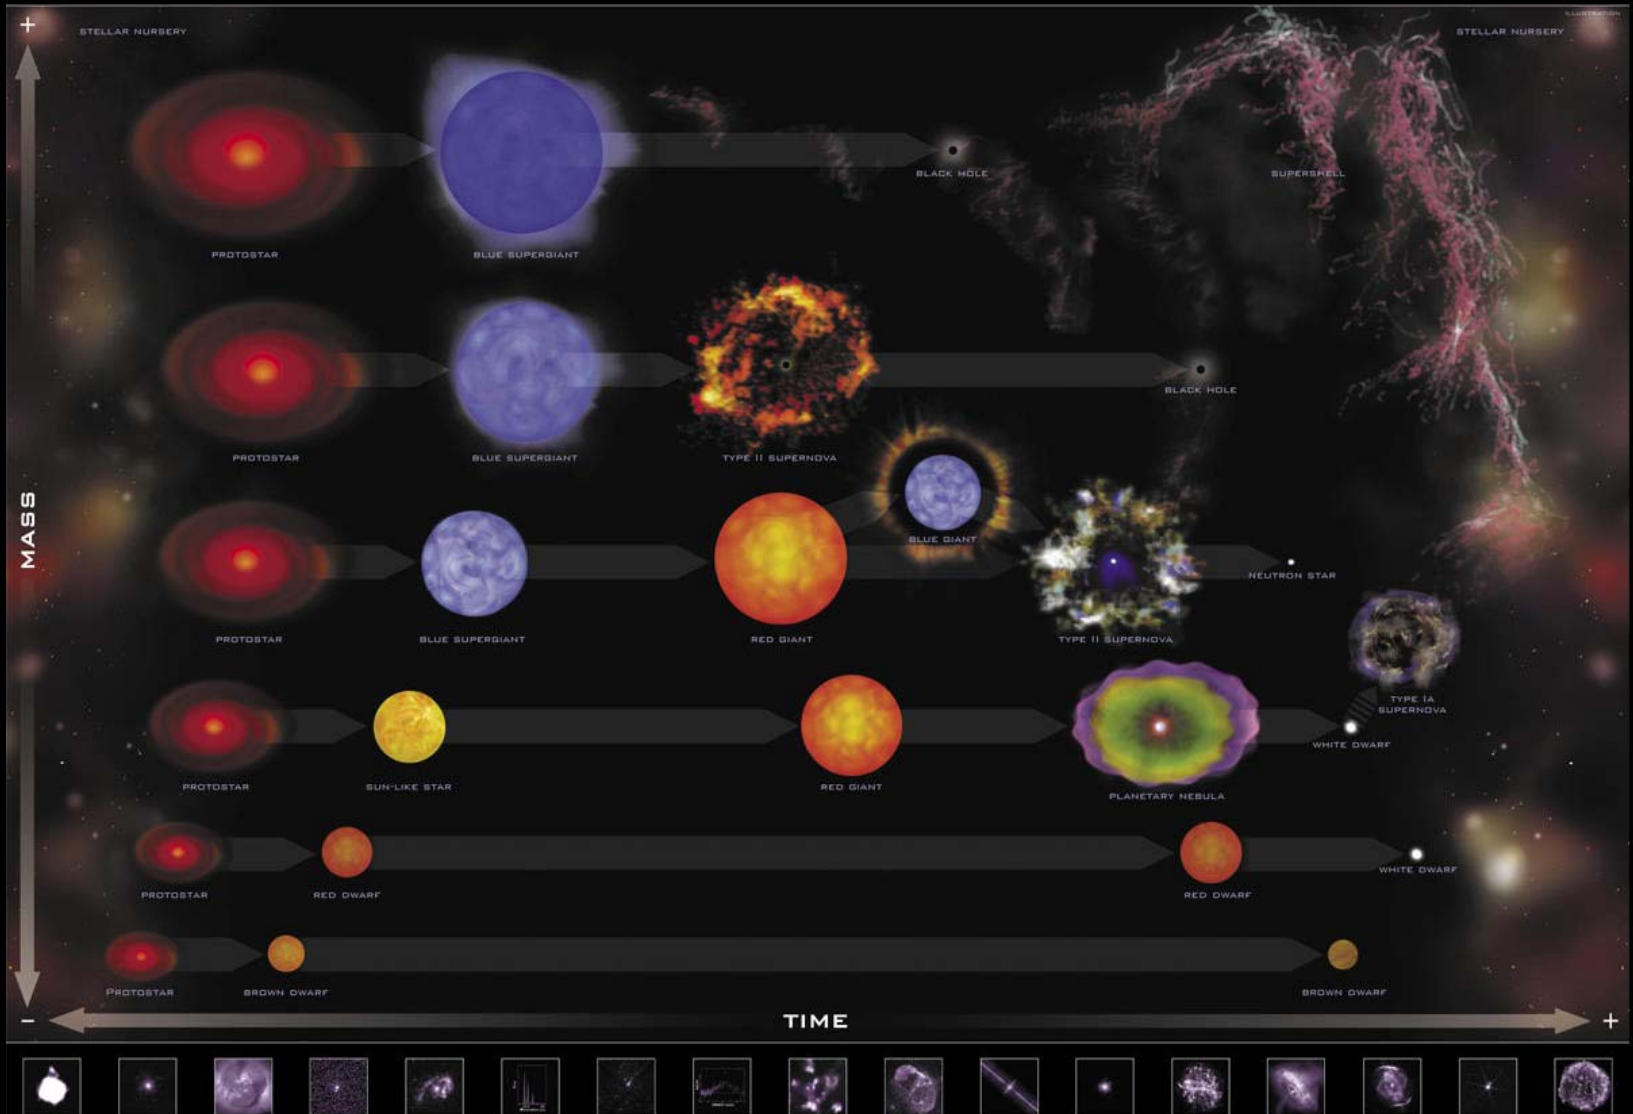 ILLUSTRATION
+
STELLAR NURSERY
STELLAR NURSERY
BLACK HOLE
SUPERSHELL
PROTOSTAR
BLUE SUPERGIANT
BLACK HOLE
PROTOSTAR
BLUE SUPERGIANT
TYPE II SUPERNOVA
MASS
BLUE GIANT
NEUTRON STAR
PROTOSTAR
BLUE SUPERGIANT
RED GIANT
TYPE II SUPERNOVA
TYPE IA
SUPERNOVA
WHITE DWARF
PROTOSTAR
SUN-LIKE STAR
RED GIANT
PLANETARY NEBULA
WHITE DWARF
PROTOSTAR
RED DWARF
RED DWARF
PROTOSTAR
BROWN DWARF
BROWN DWARF
−
TIME
+